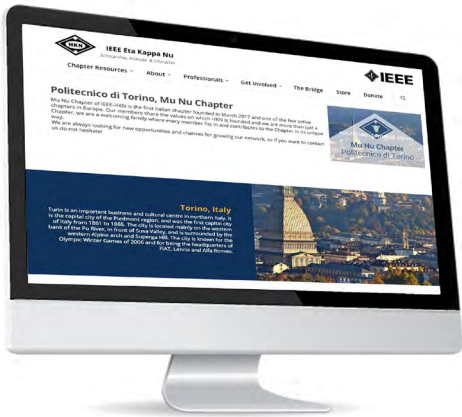 HKN
IEEE Eta Kappa Nu
Scholarship, Attitude & Character
IEEE
Chapter Resources About Professionals Get Involved The Bridge Store Donate
Politecnico di Torino, Mu Nu Chapter
Mu Nu Chapter of IEEE-HKN is the first Italian chapter founded in March 2017 and one of the few active
chapters in Europe. Our members share the values on which HKN is founded and we are more than just a
Chapter, we are a welcoming family where every member fits in and contributes to the Chapter in its unique
way.
We are always looking for new opportunities and chances for growing our network, so if you want to contact
us do not hesitate!
Mu Nu Chapter
Politecnico di Torino
Torino, Italy
Turin is an important business and cultural centre in northern Italy. It
is the capital city of the Piedmont region, and was the first capital city
of Italy from 1861 to 1865. The city is located mainly on the western
bank of the Po River, in front of Susa Valley, and is surrounded by the
western Alpine arch and Superga Hill. The city is known for the
Olympic Winter Games of 2006 and for being the headquarters of
FIAT, Lancia and Alfa Romeo.